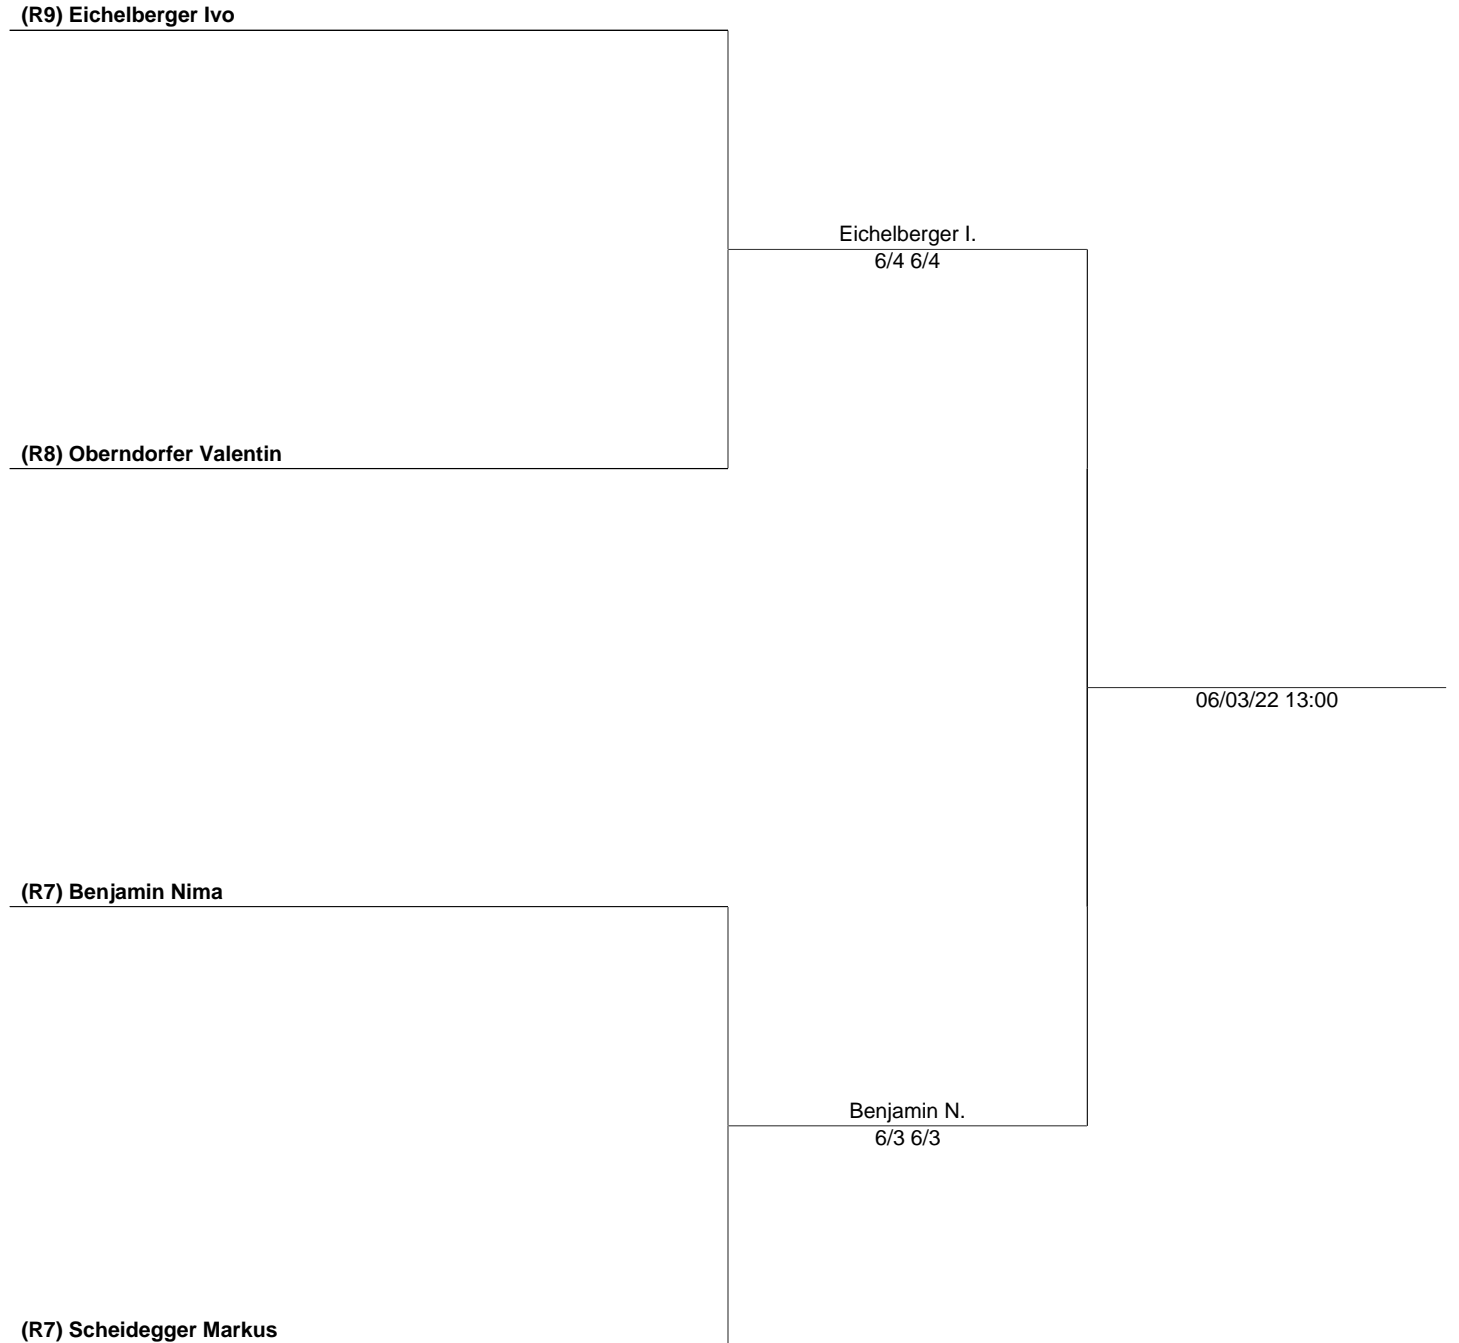 (R9) Eichelberger Ivo
Eichelberger I.
6/4 6/4
(R8) Oberndorfer Valentin
06/03/22 13:00
(R7) Benjamin Nima
Benjamin N.
6/3 6/3
(R7) Scheidegger Markus